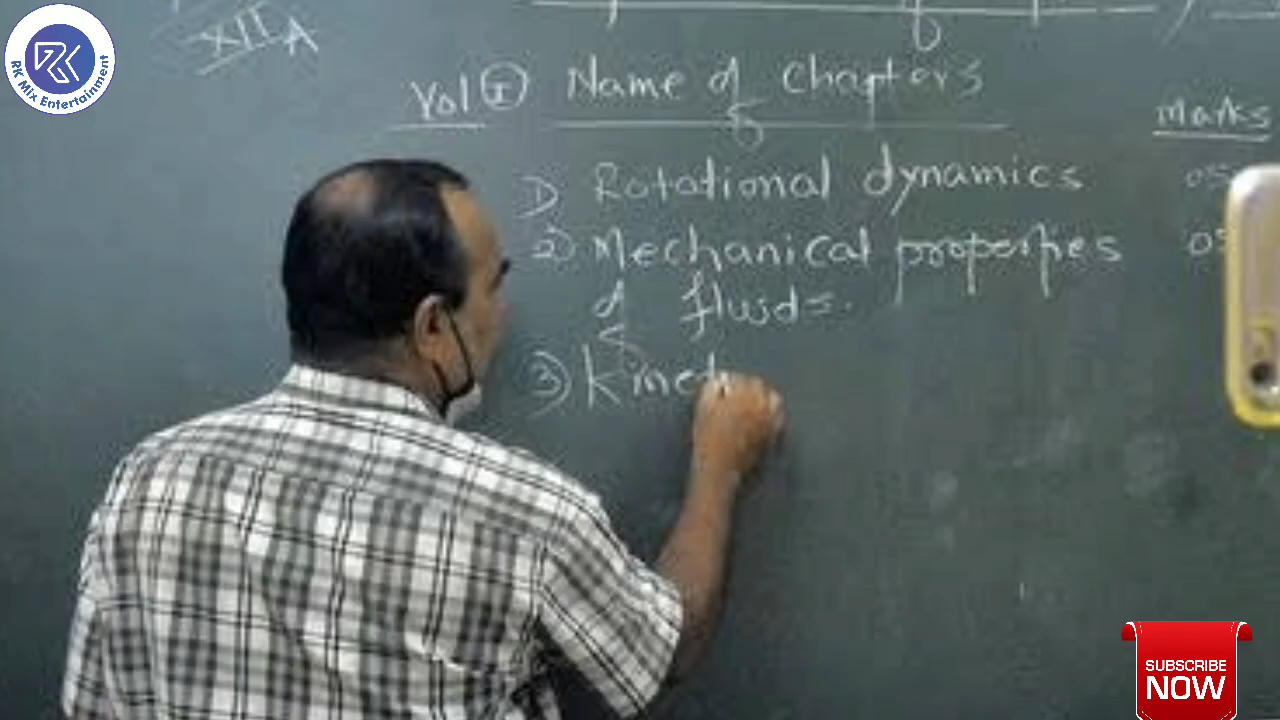 RK Mix Entertainment
XII A
Vol I Name of Chapters
Marks
1) Rotational dynamics 05
2) Mechanical properties
of fluids.
3) Kinet
SUBSCRIBE
NOW